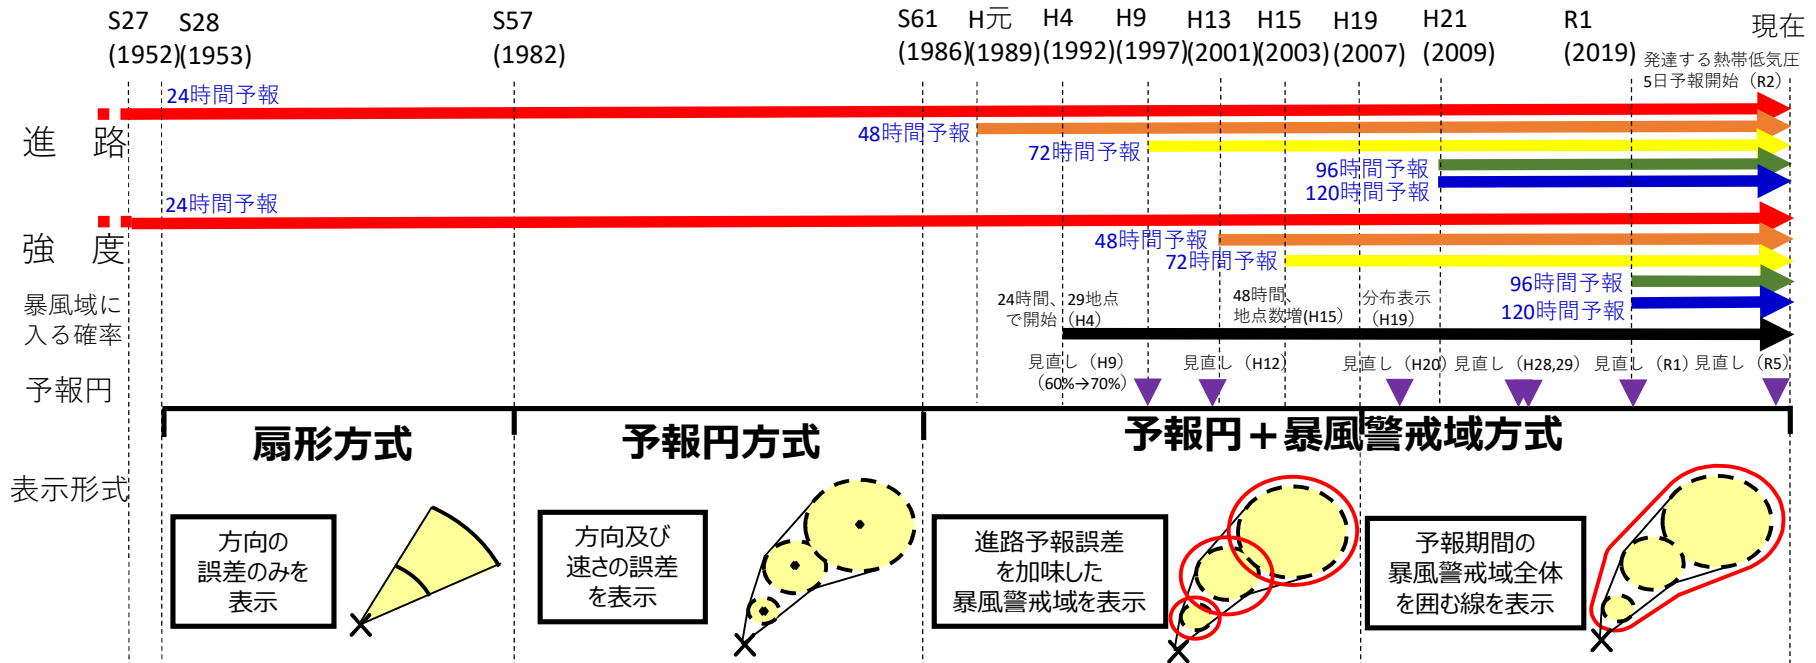 S27
(1952)
S28
(1953)
S57
(1982)
S61
(1986)
H元
(1989)
H4
(1992)
H9
(1997)
H13
(2001)
H15
(2003)
H19
(2007)
H21
(2009)
R1
(2019)
現在
発達する熱帯低気圧
5日予報開始（R2）
進　路
24時間予報
48時間予報
72時間予報
96時間予報
120時間予報
強　度
24時間予報
48時間予報
72時間予報
96時間予報
120時間予報
暴風域に
入る確率
24時間、29地点
で開始（H4）
48時間、
地点数増(H15)
分布表示
（H19）
予報円
見直し（H9）
（60%→70%）
見直し（H12）
見直し（H20）
見直し（H28,29）
見直し（R1）
見直し（R5）
表示形式
扇形方式
予報円方式
予報円＋暴風警戒域方式
方向の
誤差のみを
表示
方向及び
速さの誤差
を表示
進路予報誤差
を加味した
暴風警戒域を表示
予報期間の
暴風警戒域全体
を囲む線を表示